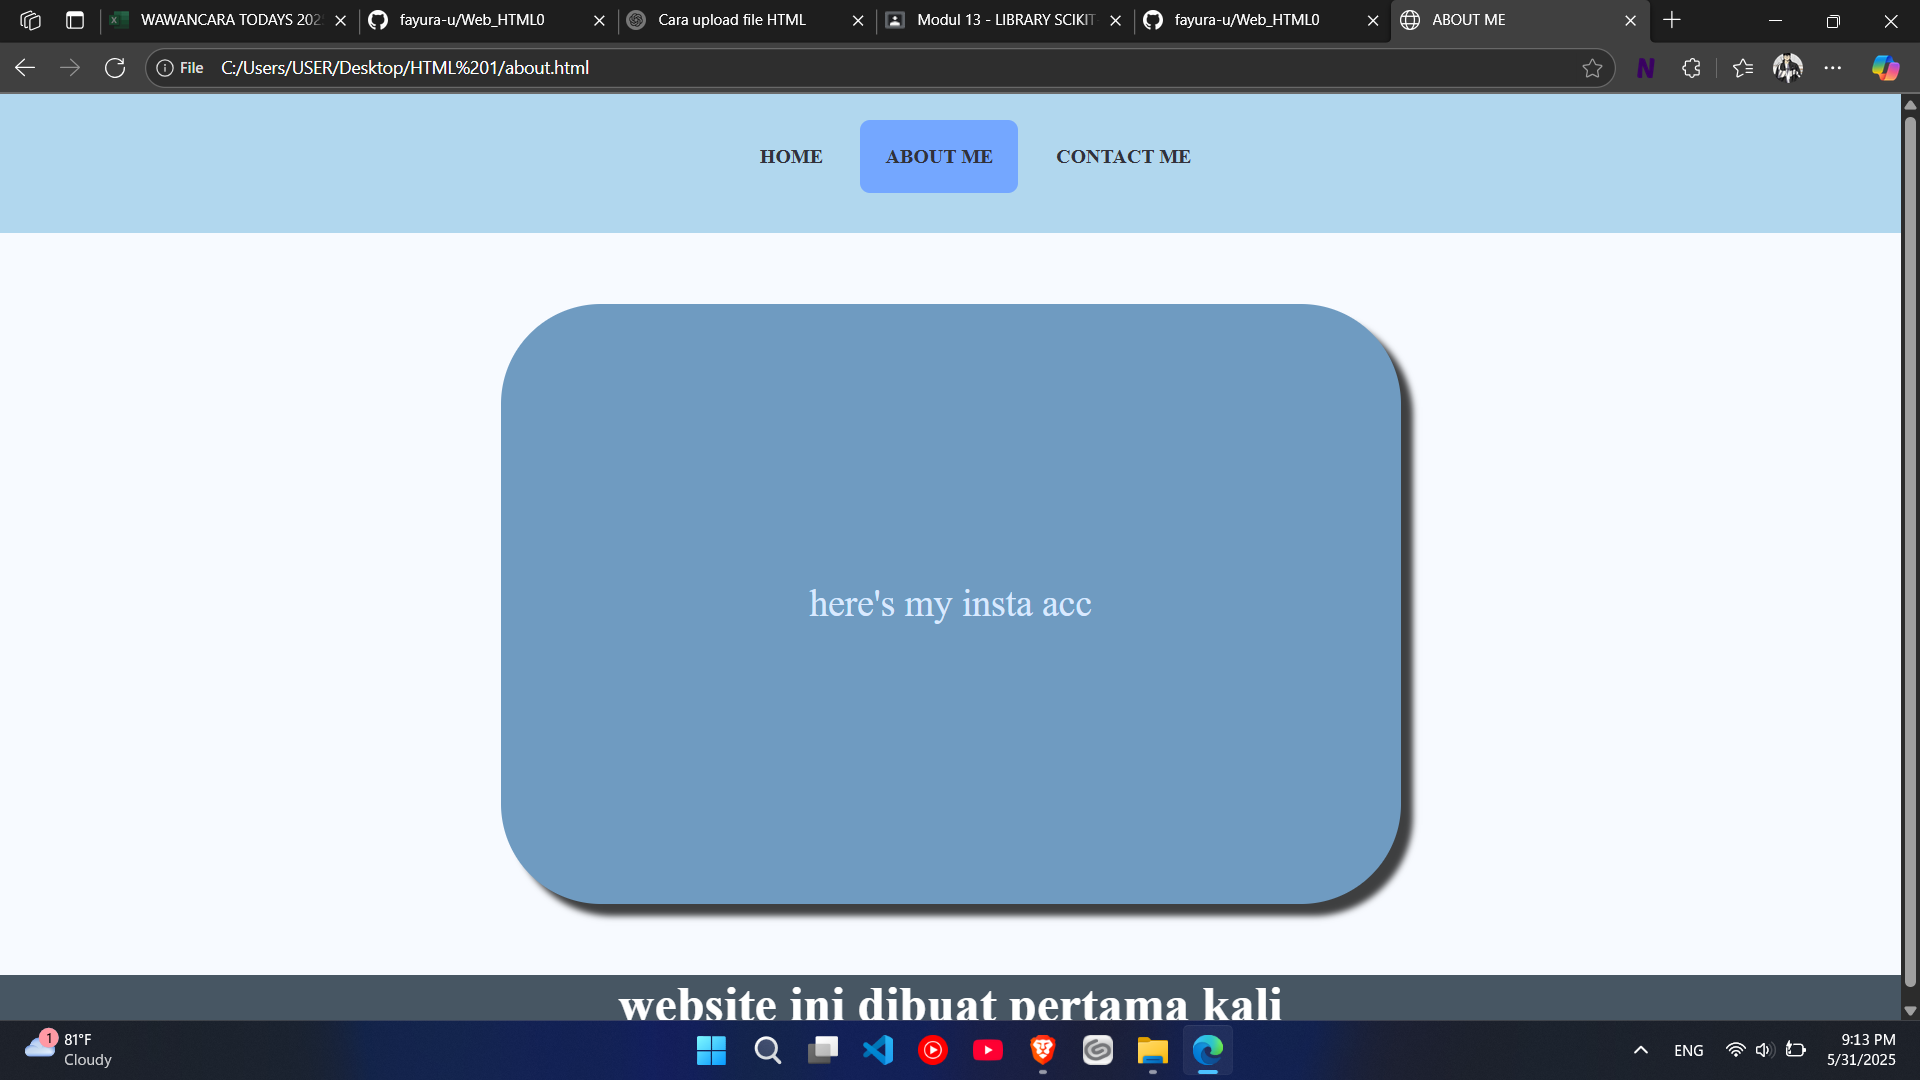 WAWANCARA TODAYS 202
fayura-u/Web_HTML0
Cara upload file HTML
Modul 13 - LIBRARY SCIKIT-
fayura-u/Web_HTML0
ABOUT ME
File
C:/Users/USER/Desktop/HTML%201/about.html
HOME
ABOUT ME
CONTACT ME
here's my insta acc
website ini dibuat pertama kali
1
81°F
Cloudy
ENG
9:13 PM
5/31/2025